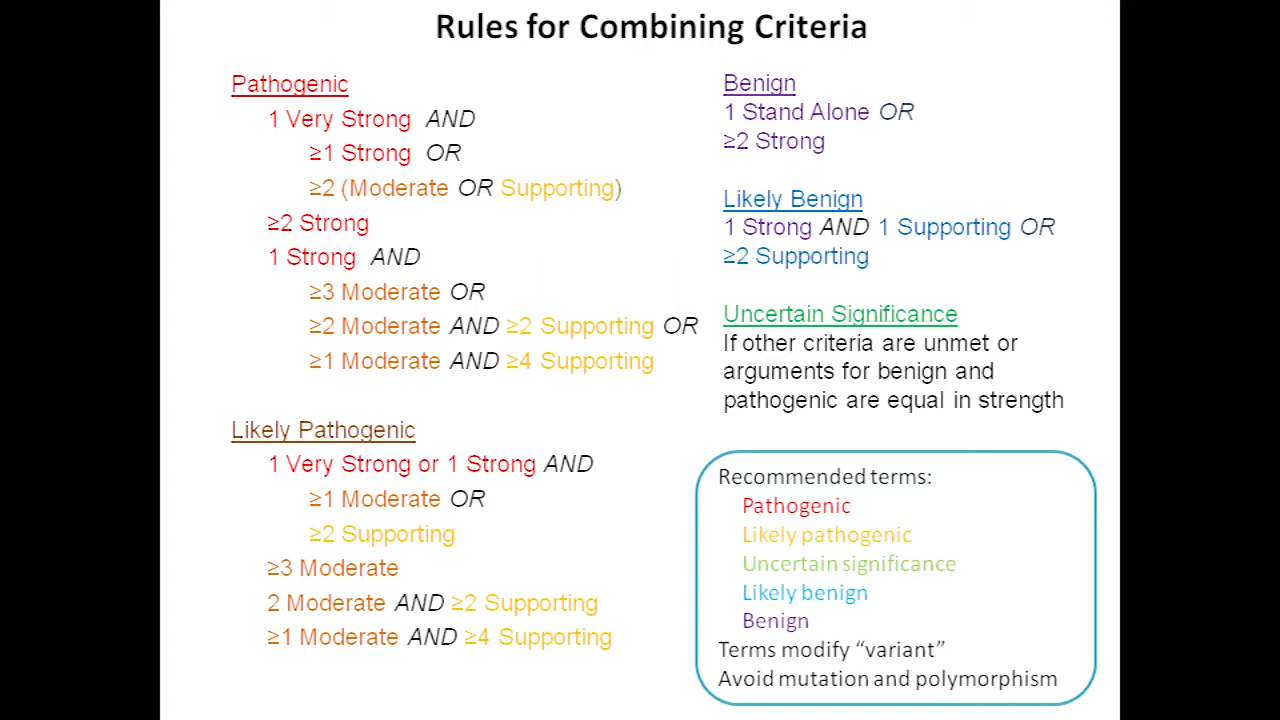 Rules for Combining Criteria
Pathogenic
1 Very Strong AND
≥1 Strong OR
≥2 (Moderate OR Supporting)
≥2 Strong
1 Strong AND
≥3 Moderate OR
≥2 Moderate AND ≥2 Supporting OR
≥1 Moderate AND ≥4 Supporting
Likely Pathogenic
1 Very Strong or 1 Strong AND
≥1 Moderate OR
≥2 Supporting
≥3 Moderate
2 Moderate AND ≥2 Supporting
≥1 Moderate AND ≥4 Supporting
Benign
1 Stand Alone OR
≥2 Strong
Likely Benign
1 Strong AND 1 Supporting OR
≥2 Supporting
Uncertain Significance
If other criteria are unmet or
arguments for benign and
pathogenic are equal in strength
Recommended terms:
Pathogenic
Likely pathogenic
Uncertain significance
Likely benign
Benign
Terms modify “variant”
Avoid mutation and polymorphism